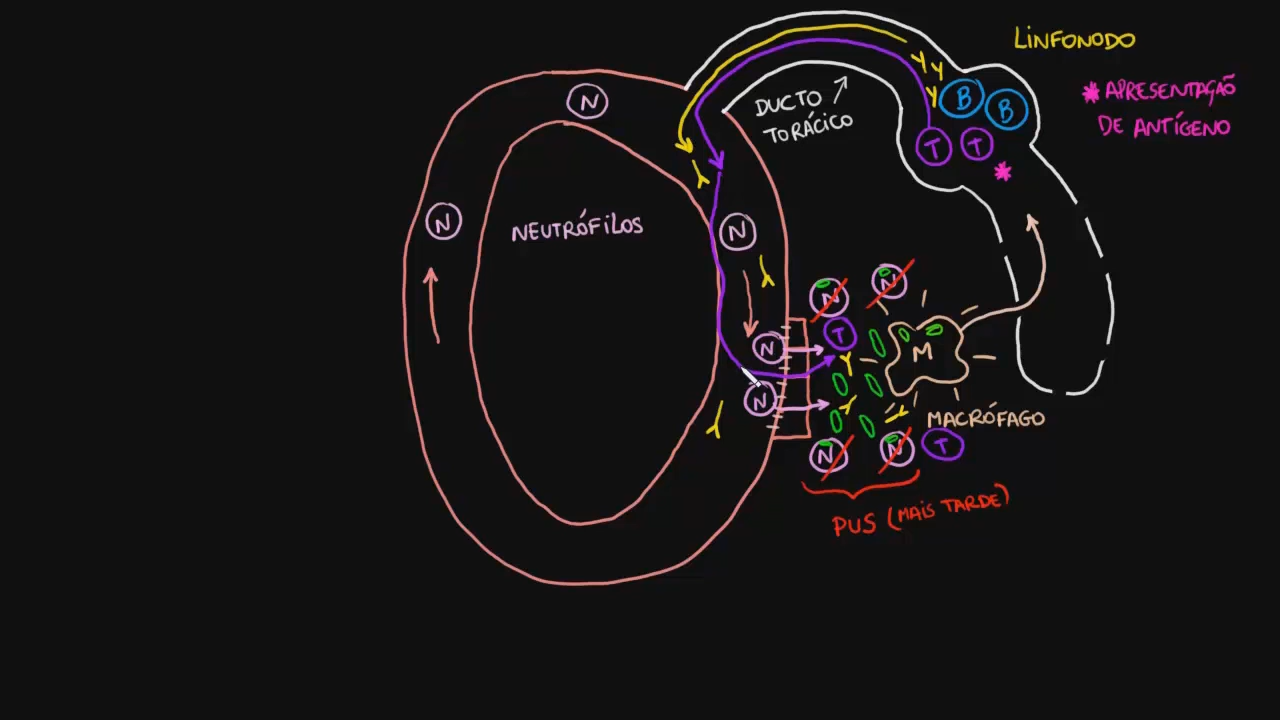 LINFONODO
* APRESENTAÇÃO
DE ANTÍGENO
B
B
T
T
*
DUCTO
TORÁCICO
N
N
NEUTRÓFILOS
N
N
N
T
N
N
M
MACRÓFAGO
N
N
N
T
PUS (MAIS TARDE)